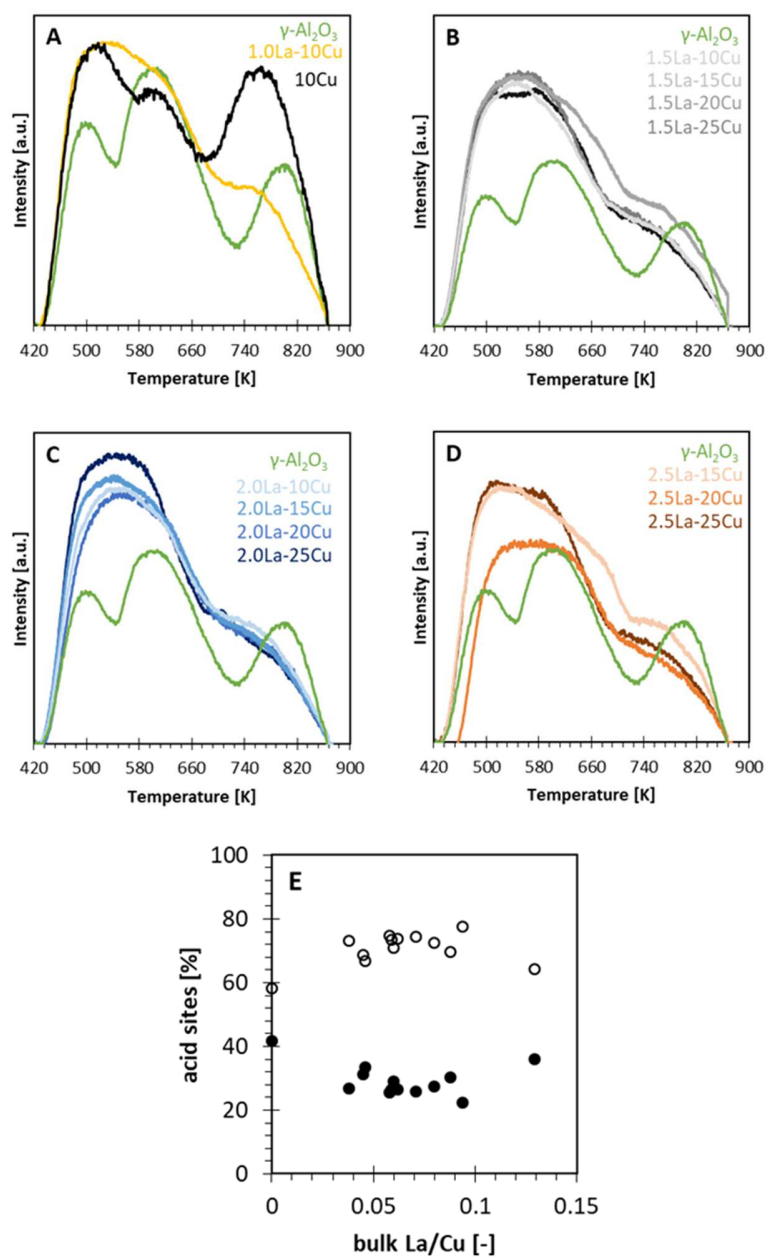 A
γ-Al2O3
1.0La-10Cu
10Cu
Intensity [a.u.]
420 500 580 660 740 820 900
Temperature [K]
B
γ-Al2O3
1.5La-10Cu
1.5La-15Cu
1.5La-20Cu
1.5La-25Cu
Intensity [a.u.]
420 500 580 660 740 820 900
Temperature [K]
C
γ-Al2O3
2.0La-10Cu
2.0La-15Cu
2.0La-20Cu
2.0La-25Cu
Intensity [a.u.]
420 500 580 660 740 820 900
Temperature [K]
D
γ-Al2O3
2.5La-15Cu
2.5La-20Cu
2.5La-25Cu
Intensity [a.u.]
420 500 580 660 740 820 900
Temperature [K]
E
acid sites [%]
100
80
60
40
20
0
0 0.05 0.1 0.15
bulk La/Cu [-]